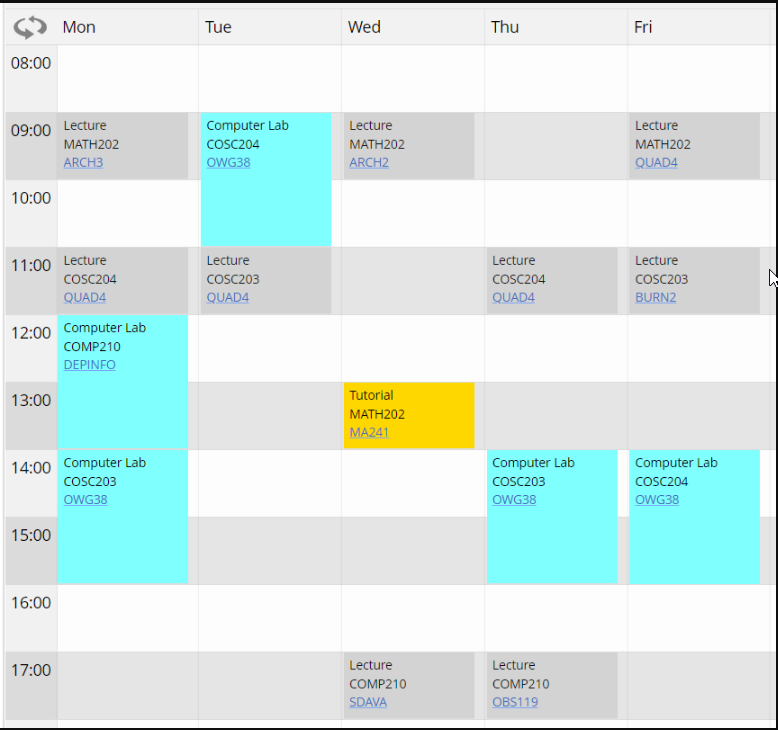 Mon Tue Wed Thu Fri
08:00
09:00
Lecture
MATH202
ARCH3
Computer Lab
COSC204
OWG38
Lecture
MATH202
ARCH2
Lecture
MATH202
QUAD4
10:00
11:00
Lecture
COSC204
QUAD4
Lecture
COSC203
QUAD4
Lecture
COSC204
QUAD4
Lecture
COSC203
BURN2
12:00
Computer Lab
COMP210
DEPINFO
13:00
Tutorial
MATH202
MA241
14:00
Computer Lab
COSC203
OWG38
Computer Lab
COSC203
OWG38
Computer Lab
COSC204
OWG38
15:00
16:00
17:00
Lecture
COMP210
SDAVA
Lecture
COMP210
OBS119